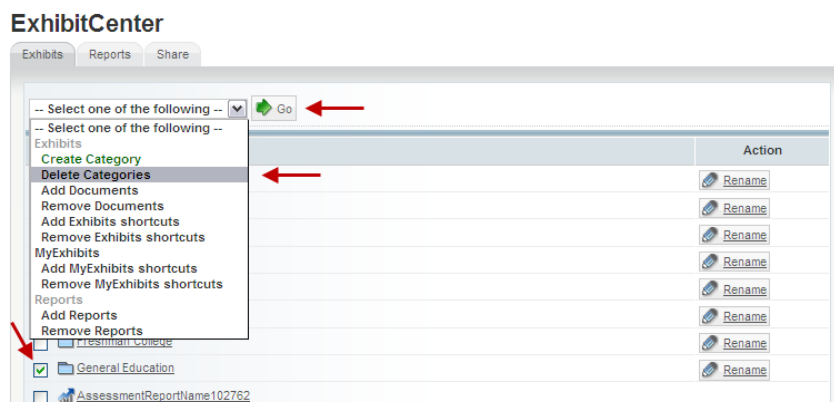 ExhibitCenter
Exhibits Reports Share
-- Select one of the following -- Go
-- Select one of the following --
Exhibits
Action
Create Category
Delete Categories
Rename
Add Documents
Remove Documents
Rename
Add Exhibits shortcuts
Remove Exhibits shortcuts
Rename
MyExhibits
Add MyExhibits shortcuts
Rename
Remove MyExhibits shortcuts
Rename
Reports
Add Reports
Rename
Remove Reports
Freshman College
Rename
General Education
Rename
AssessmentReportName102762